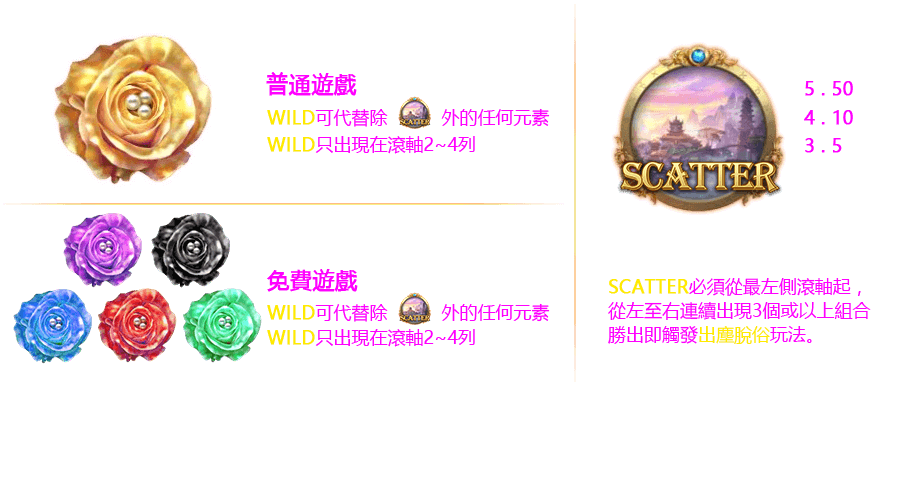 普通遊戲
WILD可代替除 SCATTER 外的任何元素
WILD只出現在滾軸2~4列
免費遊戲
WILD可代替除 SCATTER 外的任何元素
WILD只出現在滾軸2~4列
SCATTER
5 . 50
4 . 10
3 . 5
SCATTER必須從最左側滾軸起，
從左至右連續出現3個或以上組合
勝出即觸發出塵脫俗玩法。